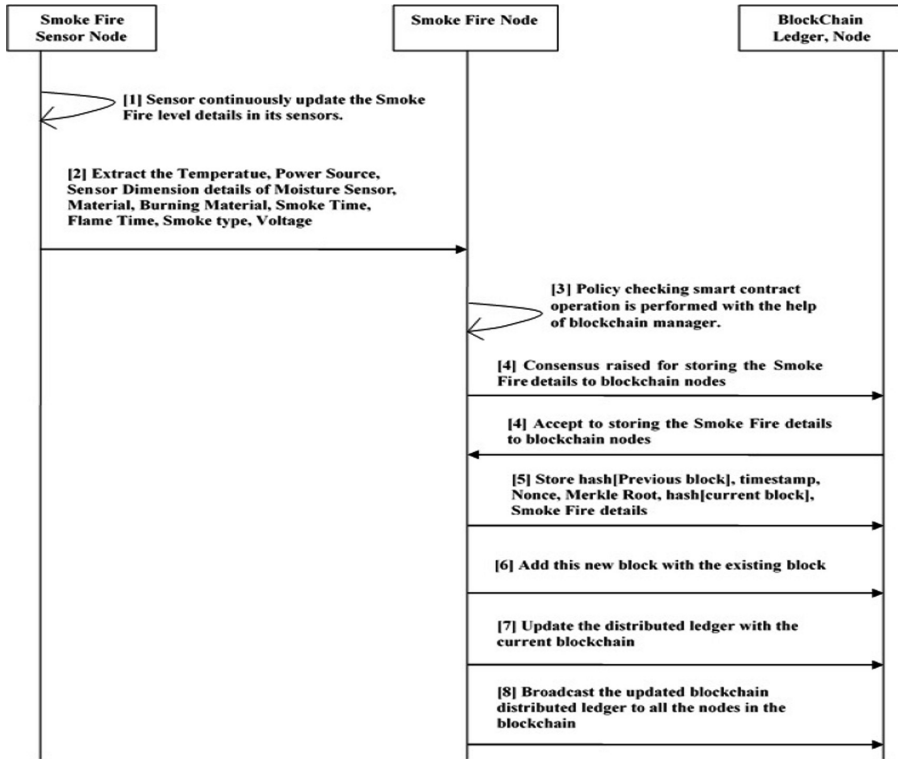 Smoke Fire
Sensor Node
Smoke Fire Node
BlockChain
Ledger, Node
[1] Sensor continuously update the Smoke
Fire level details in its sensors.
[2] Extract the Temperatue, Power Source,
Sensor Dimension details of Moisture Sensor,
Material, Burning Material, Smoke Time,
Flame Time, Smoke type, Voltage
[3] Policy checking smart contract
operation is performed with the help
of blockchain manager.
[4] Consensus raised for storing the Smoke
Fire details to blockchain nodes
[4] Accept to storing the Smoke Fire details
to blockchain nodes
[5] Store hash[Previous block], timestamp,
Nonce, Merkle Root, hash[current block],
Smoke Fire details
[6] Add this new block with the existing block
[7] Update the distributed ledger with the
current blockchain
[8] Broadcast the updated blockchain
distributed ledger to all the nodes in the
blockchain